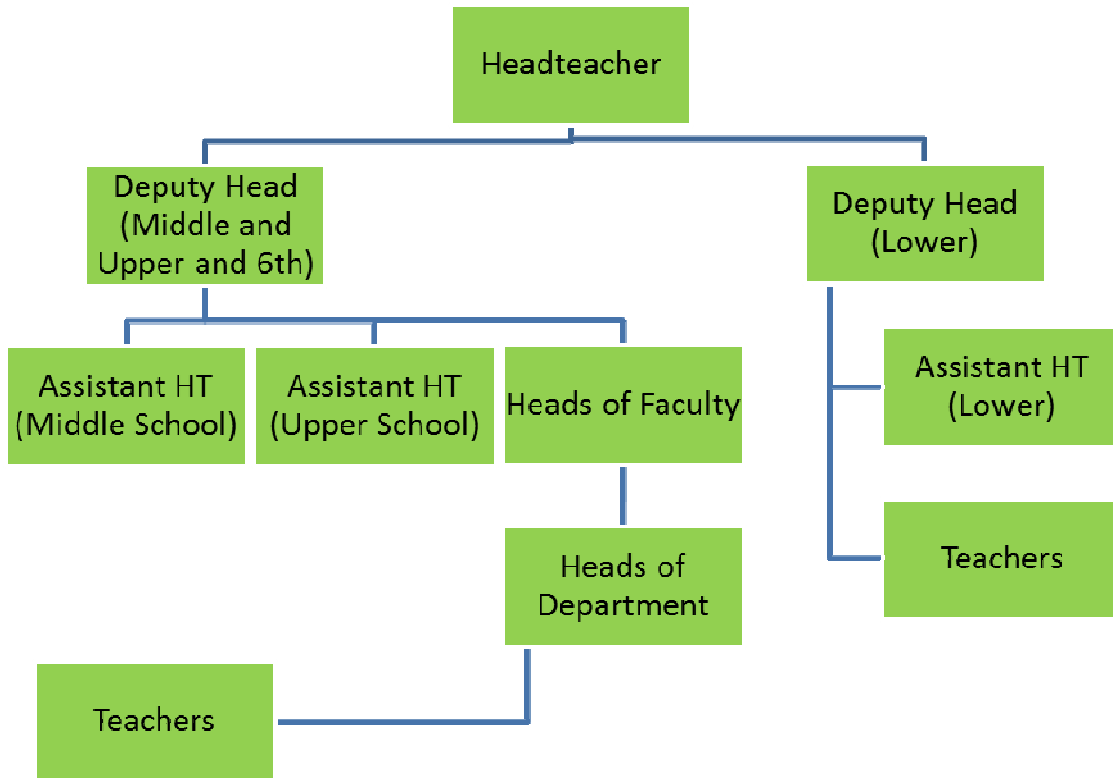 Headteacher
Deputy Head
(Middle and
Upper and 6th)
Deputy Head
(Lower)
Assistant HT
(Middle School)
Assistant HT
(Upper School)
Heads of Faculty
Assistant HT
(Lower)
Heads of
Department
Teachers
Teachers